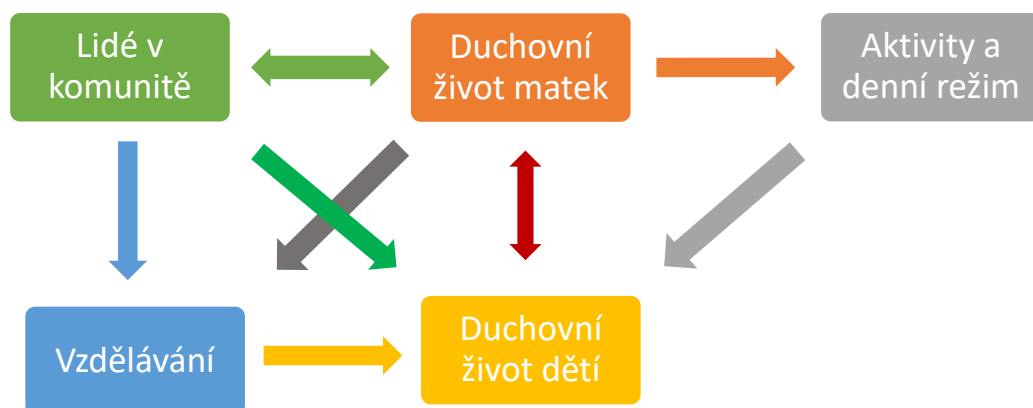 Lidé v
komunitě
Duchovní
život matek
Aktivity a
denní režim
Vzdělávání
Duchovní
život dětí